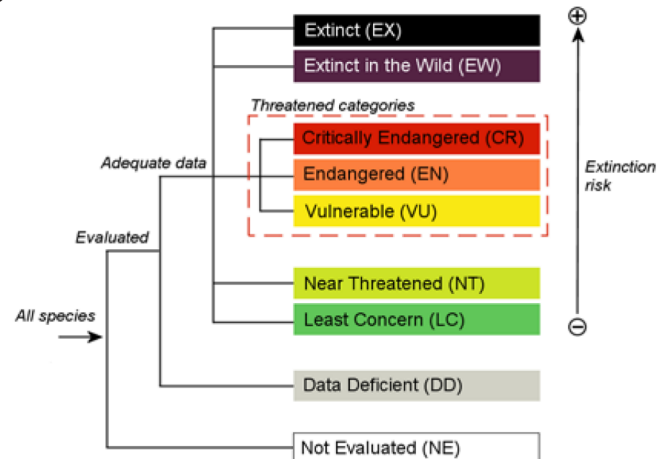 Extinct (EX)
Extinct in the Wild (EW)
Threatened categories
Critically Endangered (CR)
Adequate data
Endangered (EN)
Extinction
risk
Vulnerable (VU)
Evaluated
Near Threatened (NT)
All species
Least Concern (LC)
Data Deficient (DD)
Not Evaluated (NE)